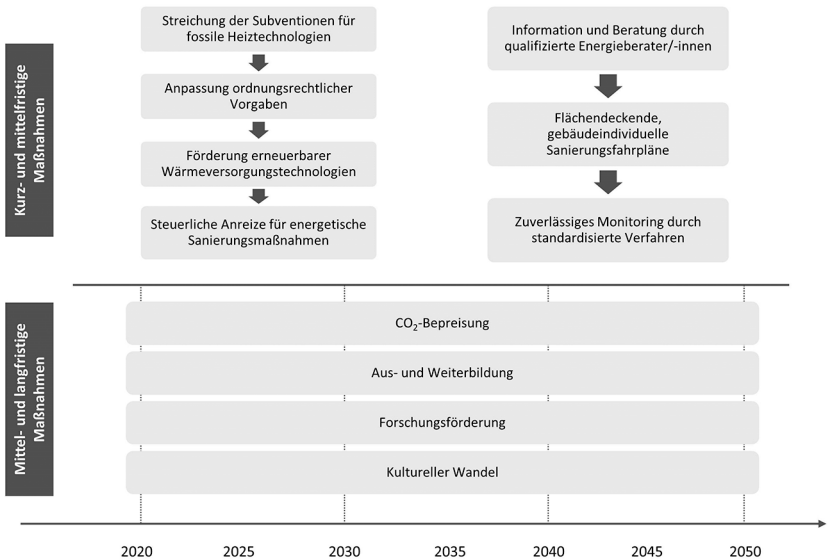 Kurz- und mittelfristige
Maßnahmen
Streichung der Subventionen für
fossile Heiztechnologien
Anpassung ordnungsrechtlicher
Vorgaben
Förderung erneuerbarer
Wärmeversorgungstechnologien
Steuerliche Anreize für energetische
Sanierungsmaßnahmen
Information und Beratung durch
qualifizierte Energieberater/-innen
Flächendeckende,
gebäudeindividuelle
Sanierungsfahrpläne
Zuverlässiges Monitoring durch
standardisierte Verfahren
Mittel- und langfristige
Maßnahmen
CO₂-Bepreisung
Aus- und Weiterbildung
Forschungsförderung
Kultureller Wandel
2020 2025 2030 2035 2040 2045 2050